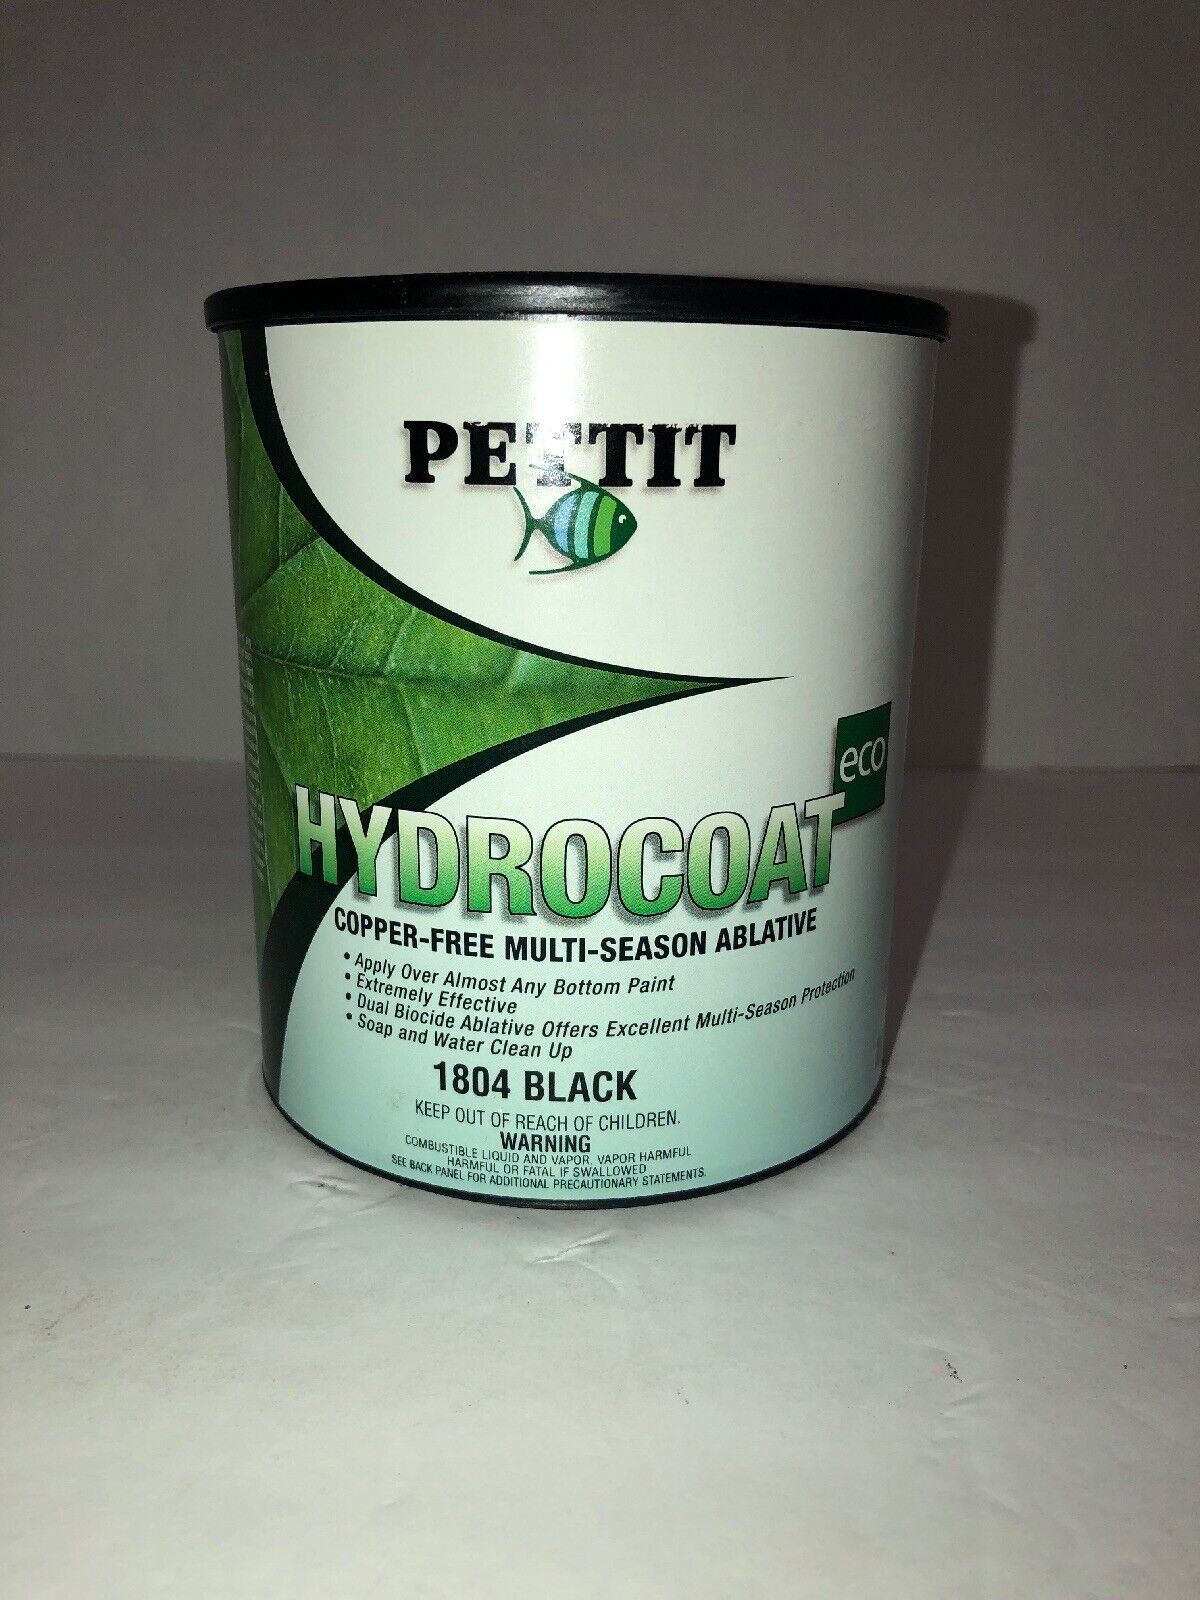 PETTIT
eco
HYDROCOAT
COPPER-FREE MULTI-SEASON ABLATIVE
• Apply Over Almost Any Bottom Paint
• Extremely Effective
• Dual Biocide Ablative Offers Excellent Multi-Season Protection
• Soap and Water Clean Up
1804 BLACK
KEEP OUT OF REACH OF CHILDREN.
WARNING
COMBUSTIBLE LIQUID AND VAPOR, VAPOR HARMFUL
HARMFUL OR FATAL IF SWALLOWED
SEE BACK PANEL FOR ADDITIONAL PRECAUTIONARY STATEMENTS.